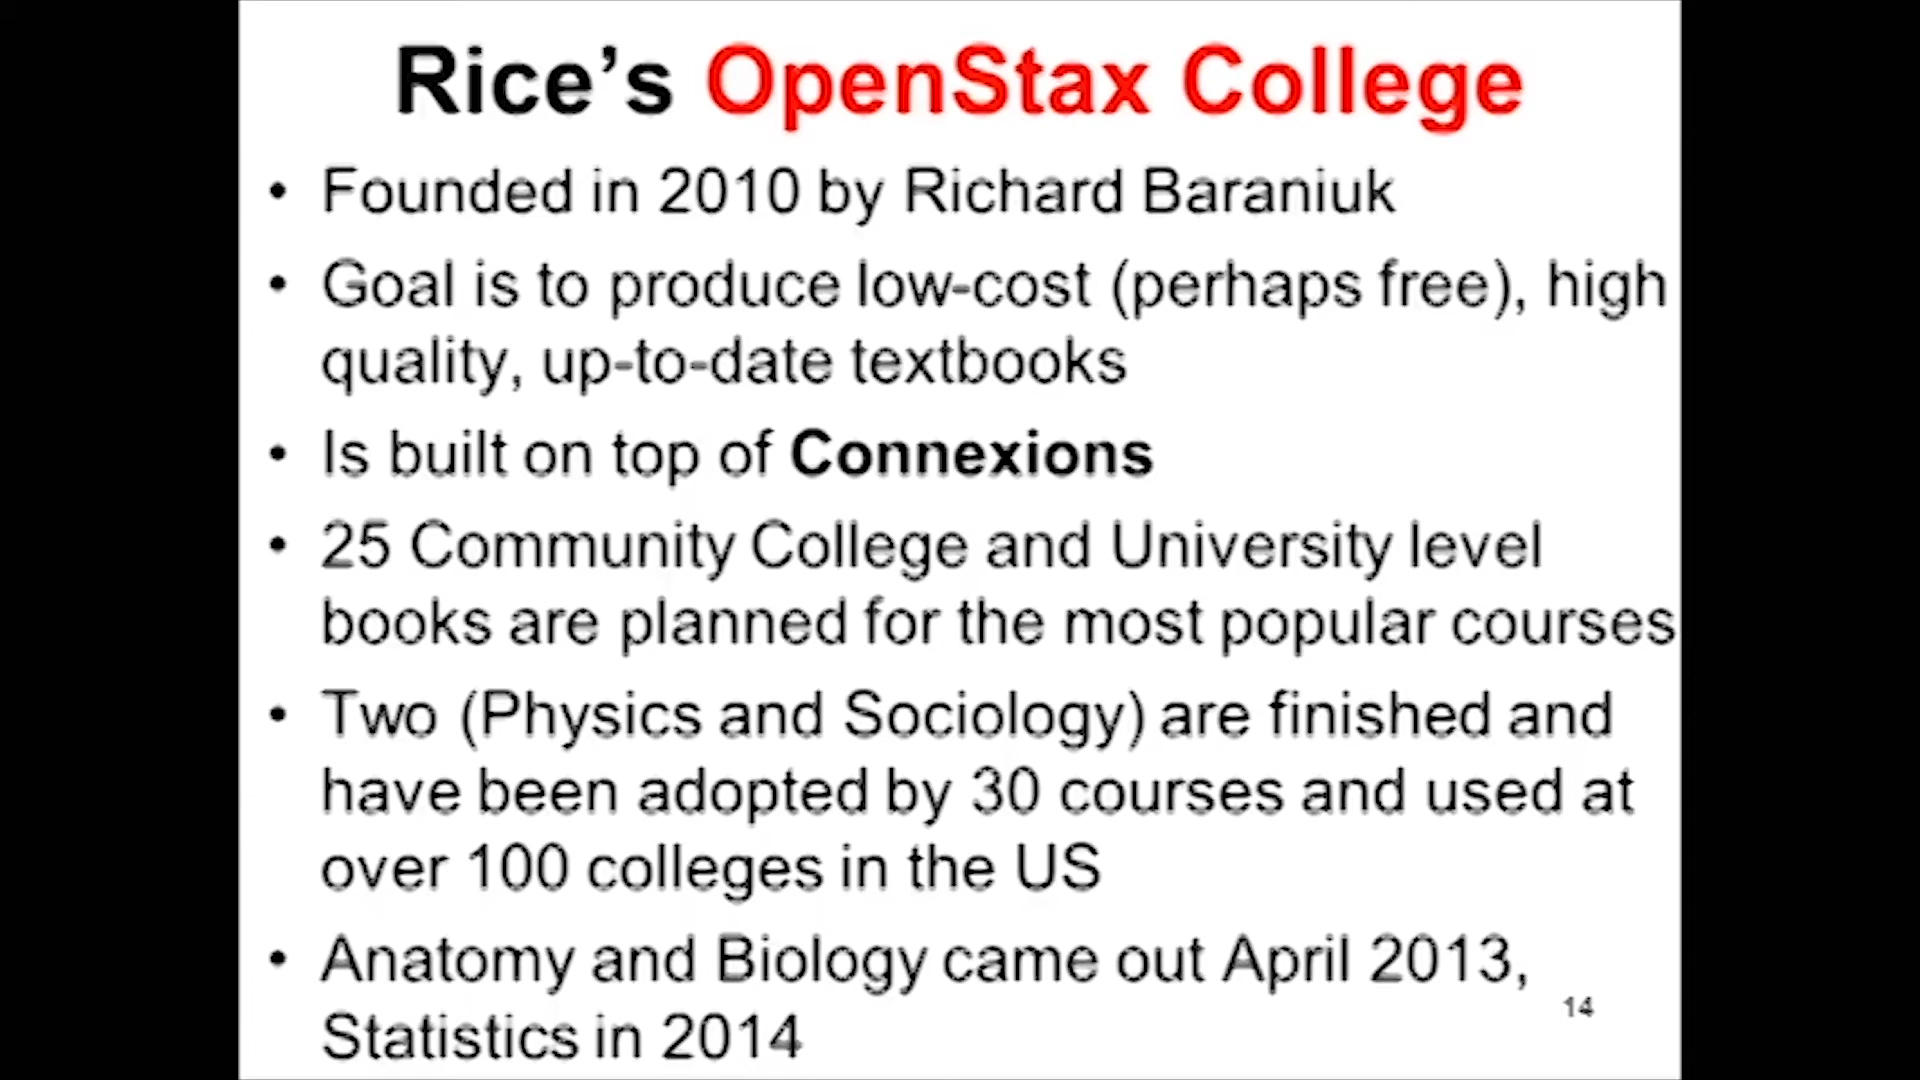 Rice’s OpenStax College
• Founded in 2010 by Richard Baraniuk
• Goal is to produce low-cost (perhaps free), high
quality, up-to-date textbooks
• Is built on top of Connexions
• 25 Community College and University level
books are planned for the most popular courses
• Two (Physics and Sociology) are finished and
have been adopted by 30 courses and used at
over 100 colleges in the US
• Anatomy and Biology came out April 2013,
Statistics in 2014
14